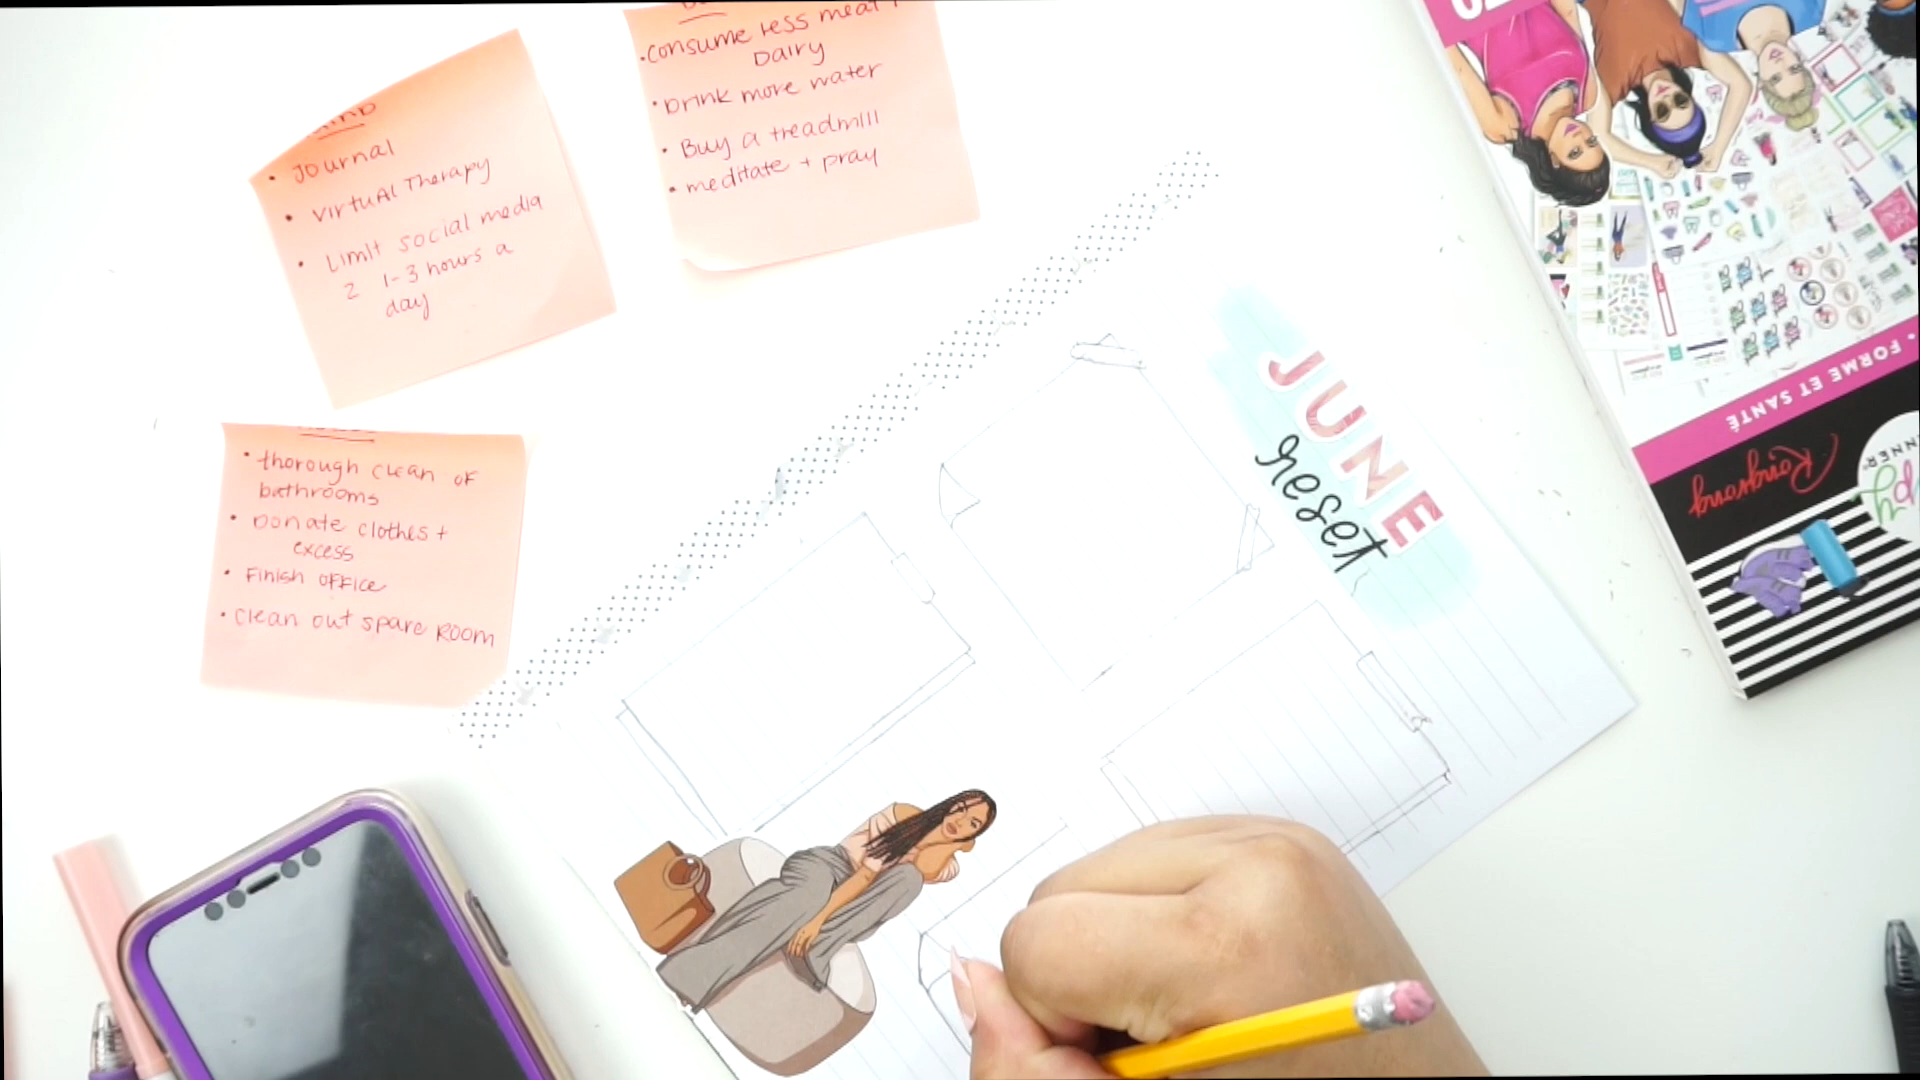 • Journal
• Virtual Therapy
• Limit social media
2 1-3 hours a
day
• consume less meat
Dairy
• Drink more water
• Buy a treadmill
• meditate + pray
• thorough clean of
bathrooms
• Donate clothes +
excess
• Finish office
• Clean out spare Room
JUNE
reset
• FORME ET SANTÉ
Rongrong